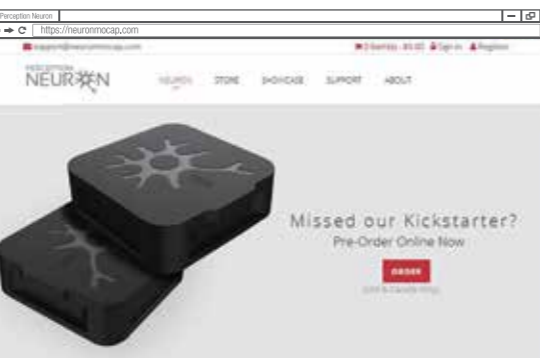 Perception Neuron
https://neuronmocap.com
support@neuronmocap.com
Sign In Register
PERCEPTION
NEURON
NEURON STORE SHOWCASE SUPPORT ABOUT
Missed our Kickstarter?
Pre-Order Online Now
ORDER